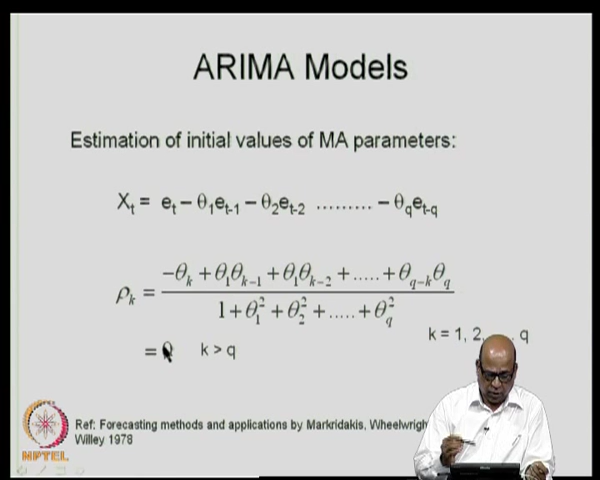 ARIMA Models
Estimation of initial values of MA parameters:
Xt = et − θ1et-1 − θ2et-2 ......... − θqet-q
ρk = (−θk + θ1θk−1 + θ1θk−2 + ..... + θq−kθq) / (1 + θ1² + θ2² + ..... + θq²)
k = 1, 2, . q
= 0 k > q
Ref: Forecasting methods and applications by Markridakis, Wheelwrigh
Willey 1978
NPTEL